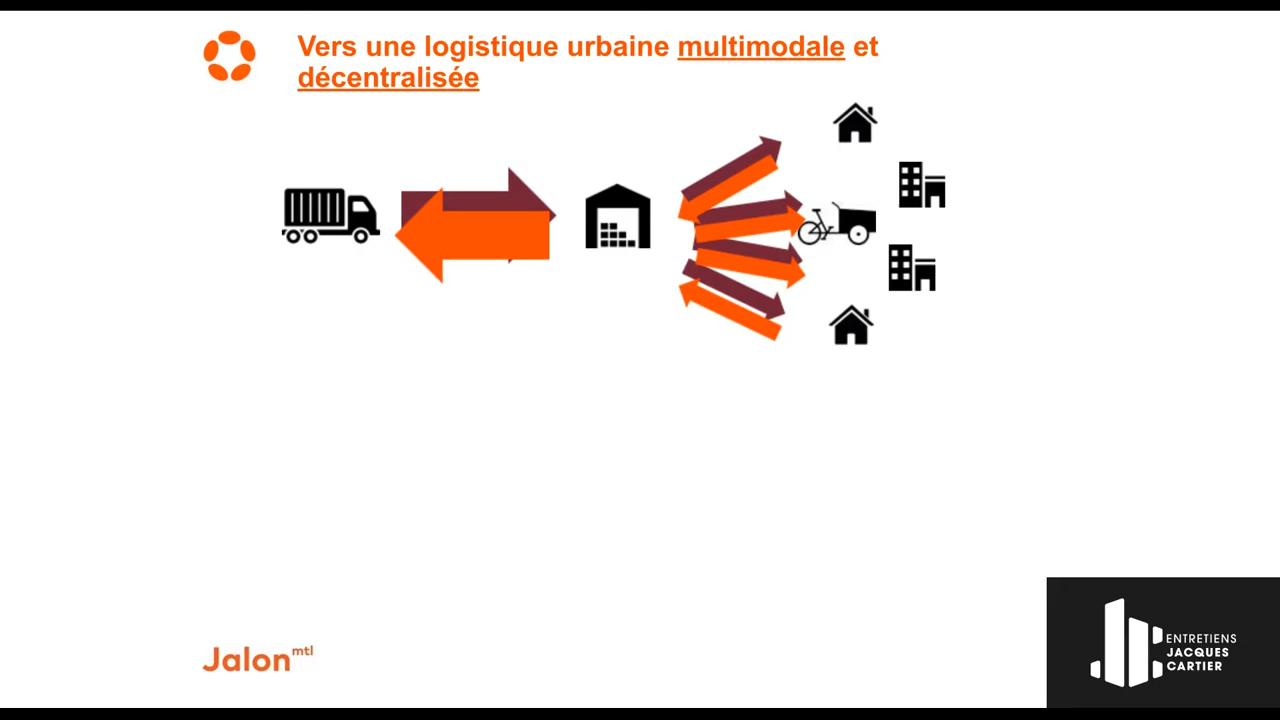 Vers une logistique urbaine multimodale et
décentralisée
Jalon mtl
ENTRETIENS
JACQUES
CARTIER